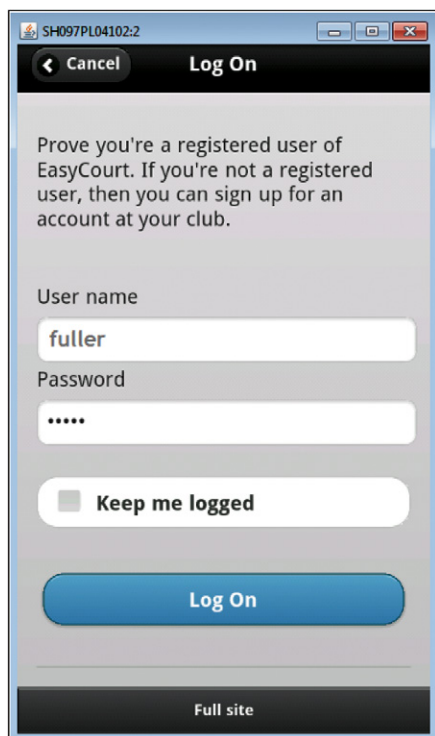 SH097PL04102:2
Cancel Log On
Prove you're a registered user of
EasyCourt. If you're not a registered
user, then you can sign up for an
account at your club.
User name
fuller
Password
•••••
Keep me logged
Log On
Full site